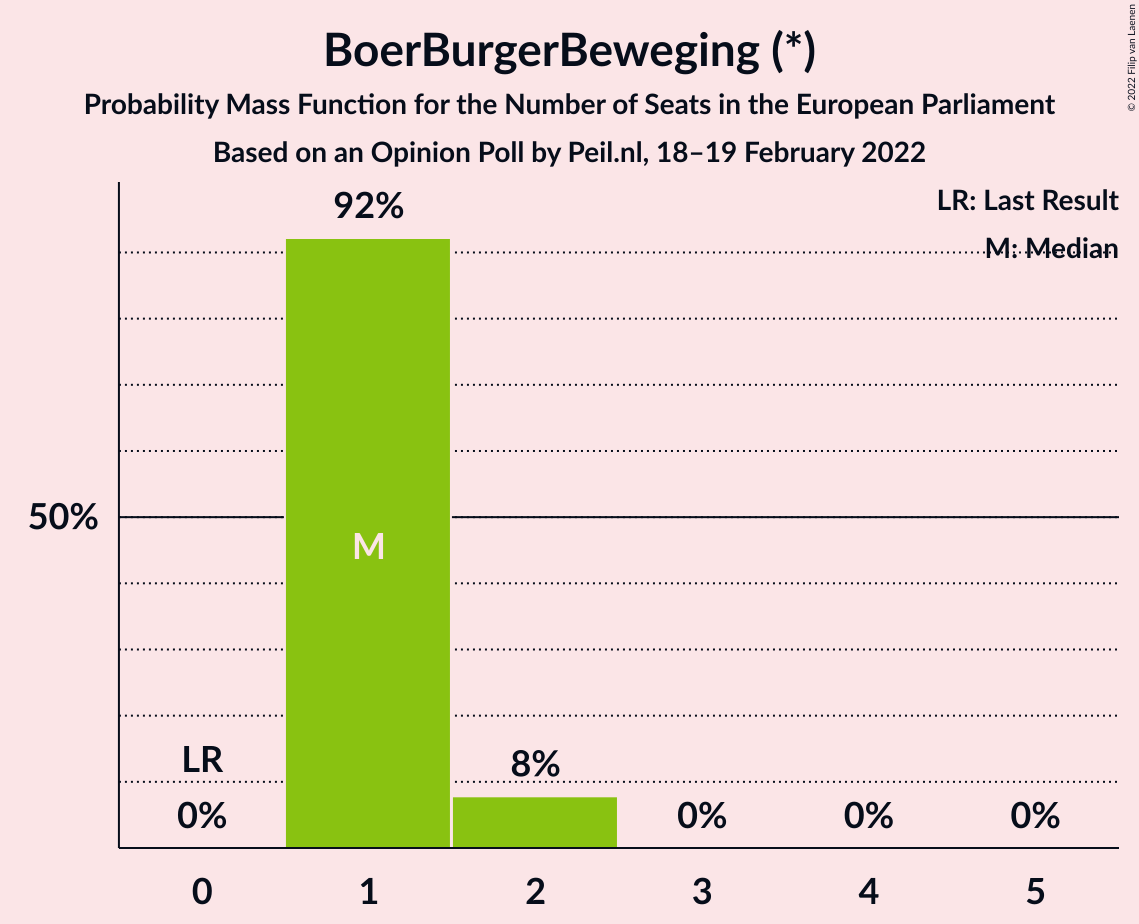 BoerBurgerBeweging (*)
Probability Mass Function for the Number of Seats in the European Parliament
Based on an Opinion Poll by Peil.nl, 18–19 February 2022
© 2022 Filip van Laenen
LR: Last Result
M: Median
92%
50%
M
LR
0%
8%
0%
0%
0%
0
1
2
3
4
5